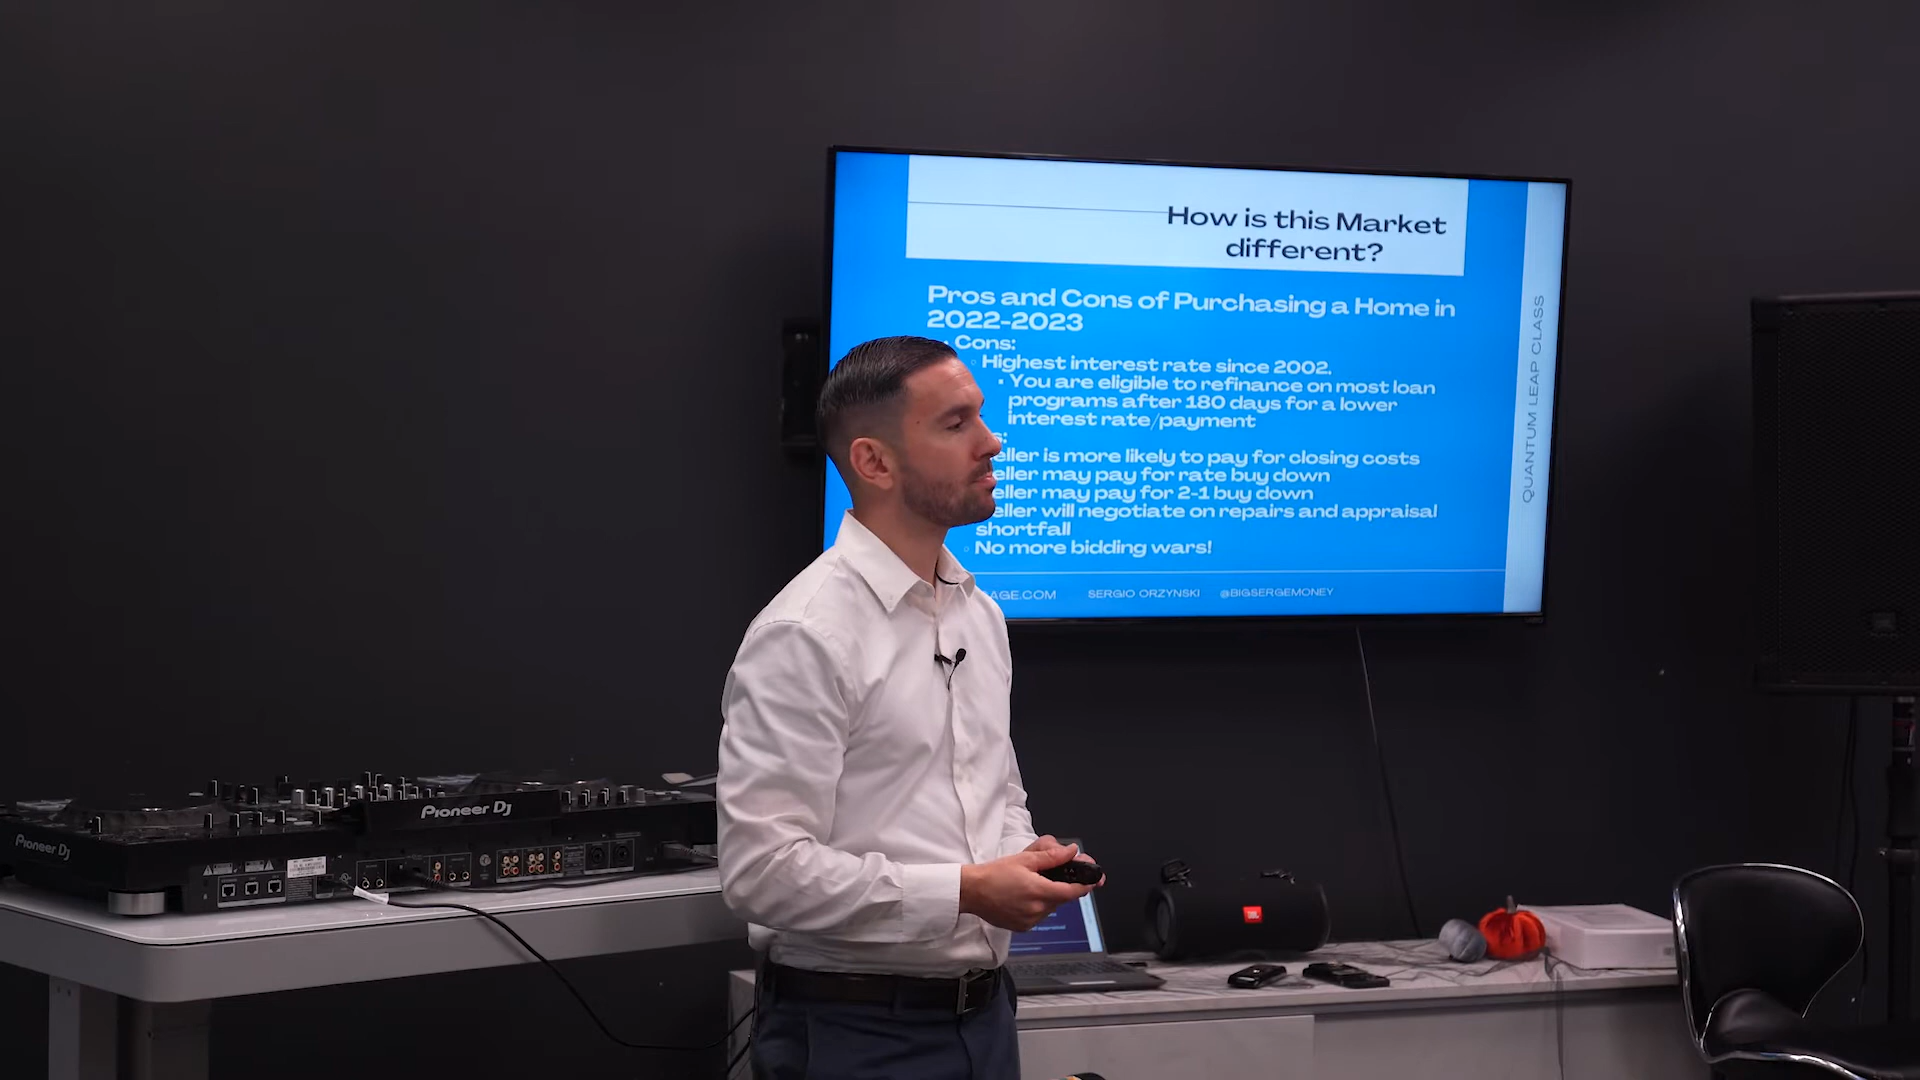 How is this Market
different?
Pros and Cons of Purchasing a Home in
2022-2023
Cons:
Highest interest rate since 2002.
You are eligible to refinance on most loan
programs after 180 days for a lower
interest rate/payment
s:
eller is more likely to pay for closing costs
eller may pay for rate buy down
eller may pay for 2-1 buy down
eller will negotiate on repairs and appraisal
shortfall
No more bidding wars!
GAGE.COM SERGIO ORZYNSKI @BIGSERGEMONEY
QUANTUM LEAP CLASS
Pioneer Dj
Pioneer Dj
JBL